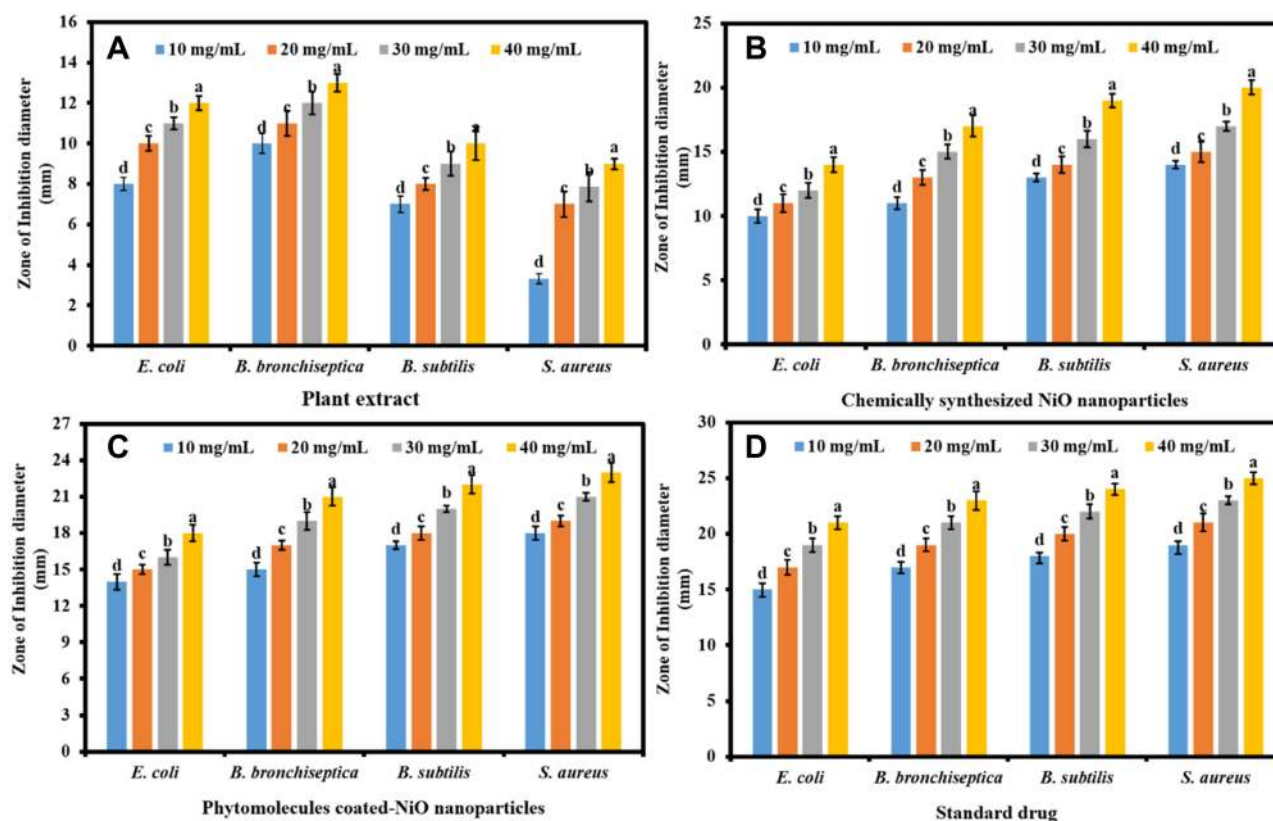 A
10 mg/mL 20 mg/mL 30 mg/mL 40 mg/mL
Zone of Inhibition diameter
(mm)
16
14
12
10
8
6
4
2
0
d c b a
d c b a
d c b a
d c b a
E. coli B. bronchiseptica B. subtilis S. aureus
Plant extract
B
10 mg/mL 20 mg/mL 30 mg/mL 40 mg/mL
Zone of Inhibition diameter
(mm)
25
20
15
10
5
0
d c b a
d c b a
d c b a
d c b a
E. coli B. bronchiseptica B. subtilis S. aureus
Chemically synthesized NiO nanoparticles
C
10 mg/mL 20 mg/mL 30 mg/mL 40 mg/mL
Zone of Inhibition diameter
(mm)
27
24
21
18
15
12
9
6
3
0
d c b a
d c b a
d c b a
d c b a
E. coli B. bronchiseptica B. subtilis S. aureus
Phytomolecules coated-NiO nanoparticles
D
10 mg/mL 20 mg/mL 30 mg/mL 40 mg/mL
Zone of Inhibition diameter
(mm)
30
25
20
15
10
5
0
d c b a
d c b a
d c b a
d c b a
E. coli B. bronchiseptica B. subtilis S. aureus
Standard drug